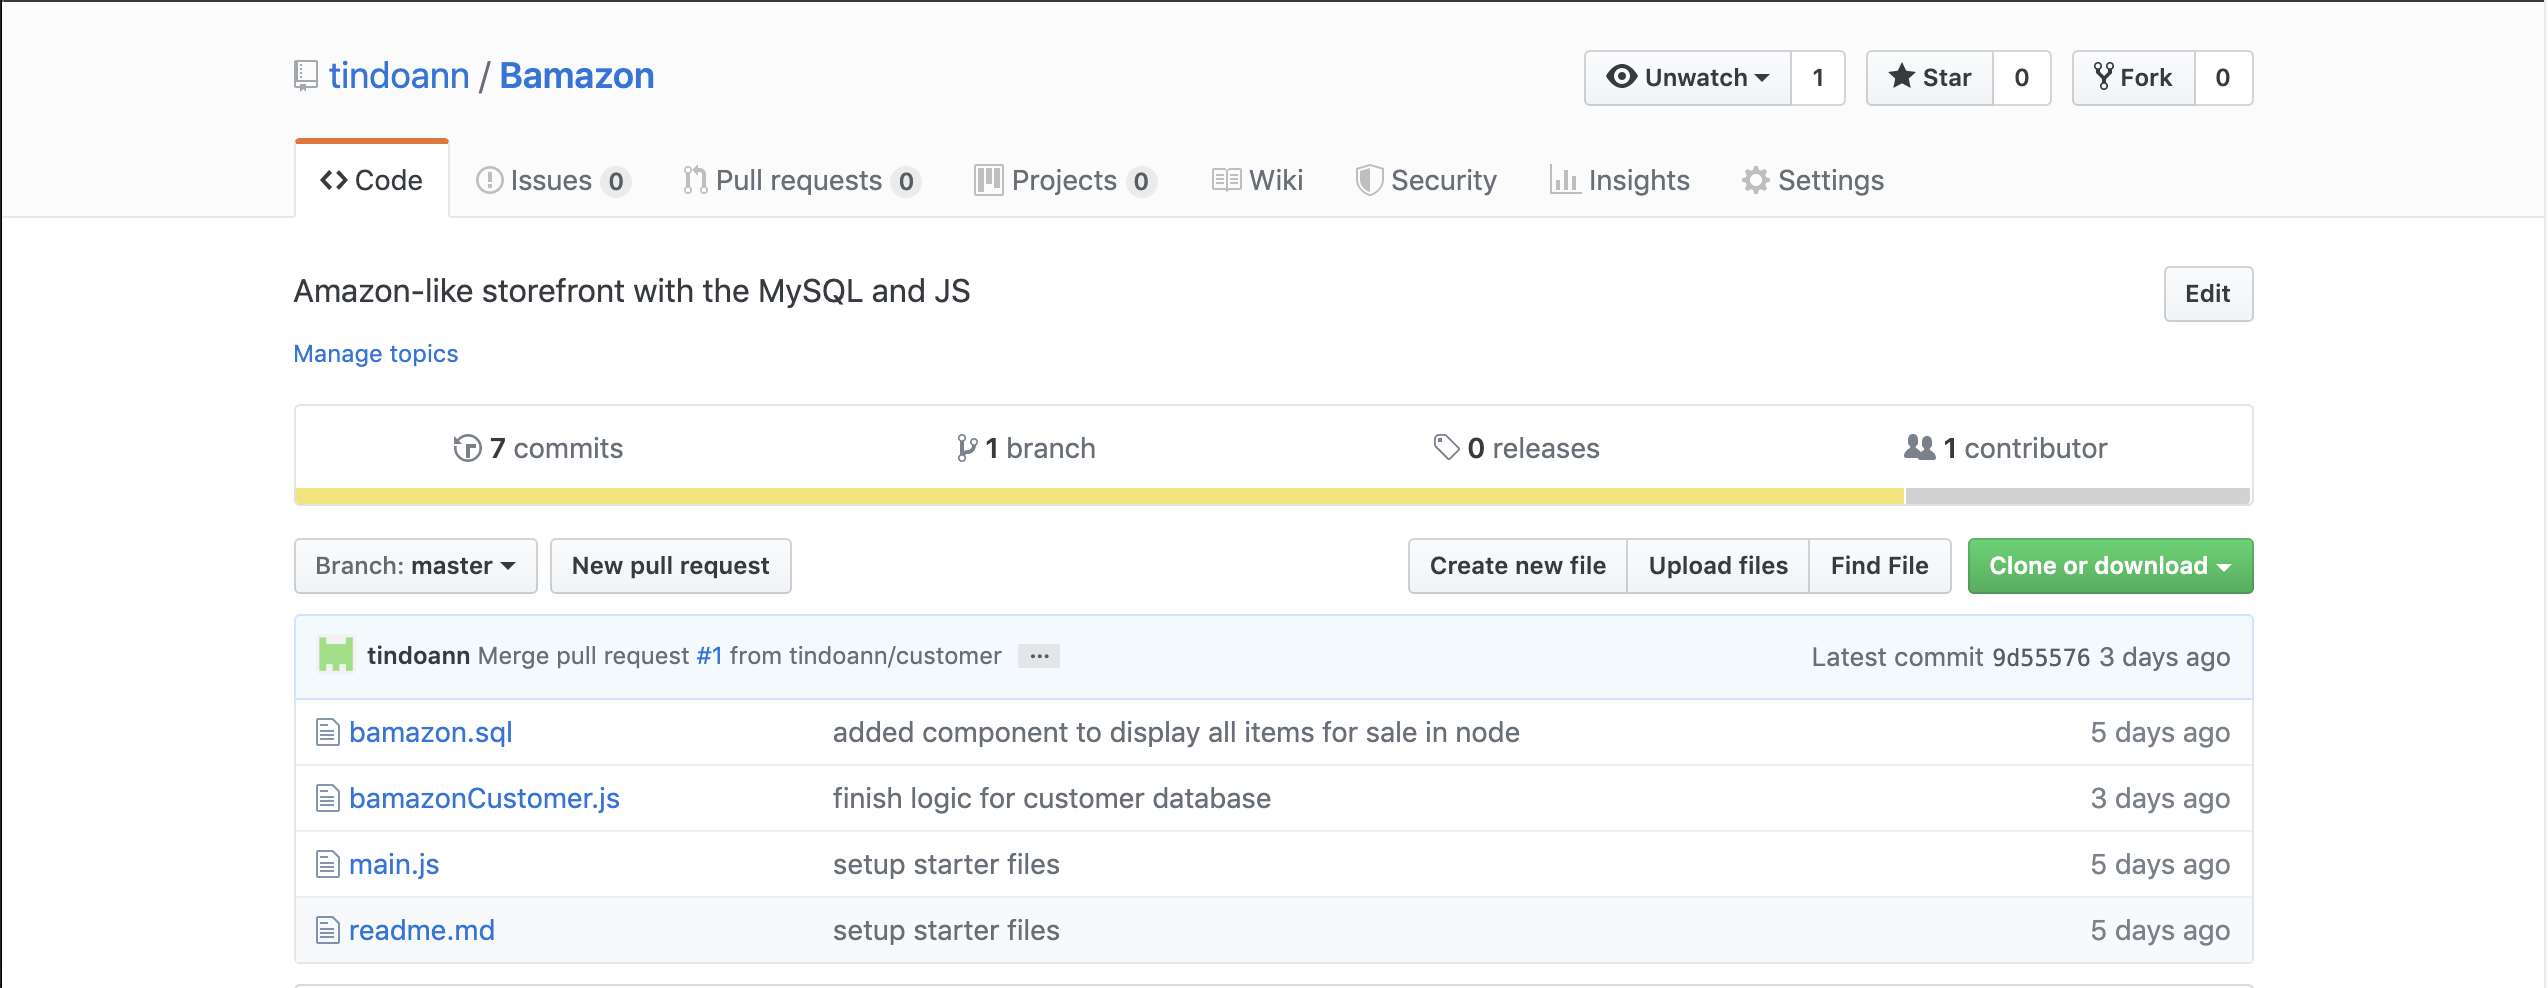 tindoann / Bamazon
Unwatch 1 Star 0 Fork 0
Code Issues 0 Pull requests 0 Projects 0 Wiki Security Insights Settings
Amazon-like storefront with the MySQL and JS
Edit
Manage topics
7 commits 1 branch 0 releases 1 contributor
Branch: master New pull request Create new file Upload files Find File Clone or download
tindoann Merge pull request #1 from tindoann/customer ... Latest commit 9d55576 3 days ago
bamazon.sql added component to display all items for sale in node 5 days ago
bamazonCustomer.js finish logic for customer database 3 days ago
main.js setup starter files 5 days ago
readme.md setup starter files 5 days ago